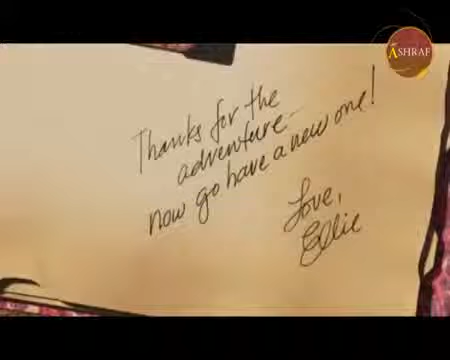 ASHRAF
Thanks for the
adventure-
now go have a new one!
Love,
Ellie